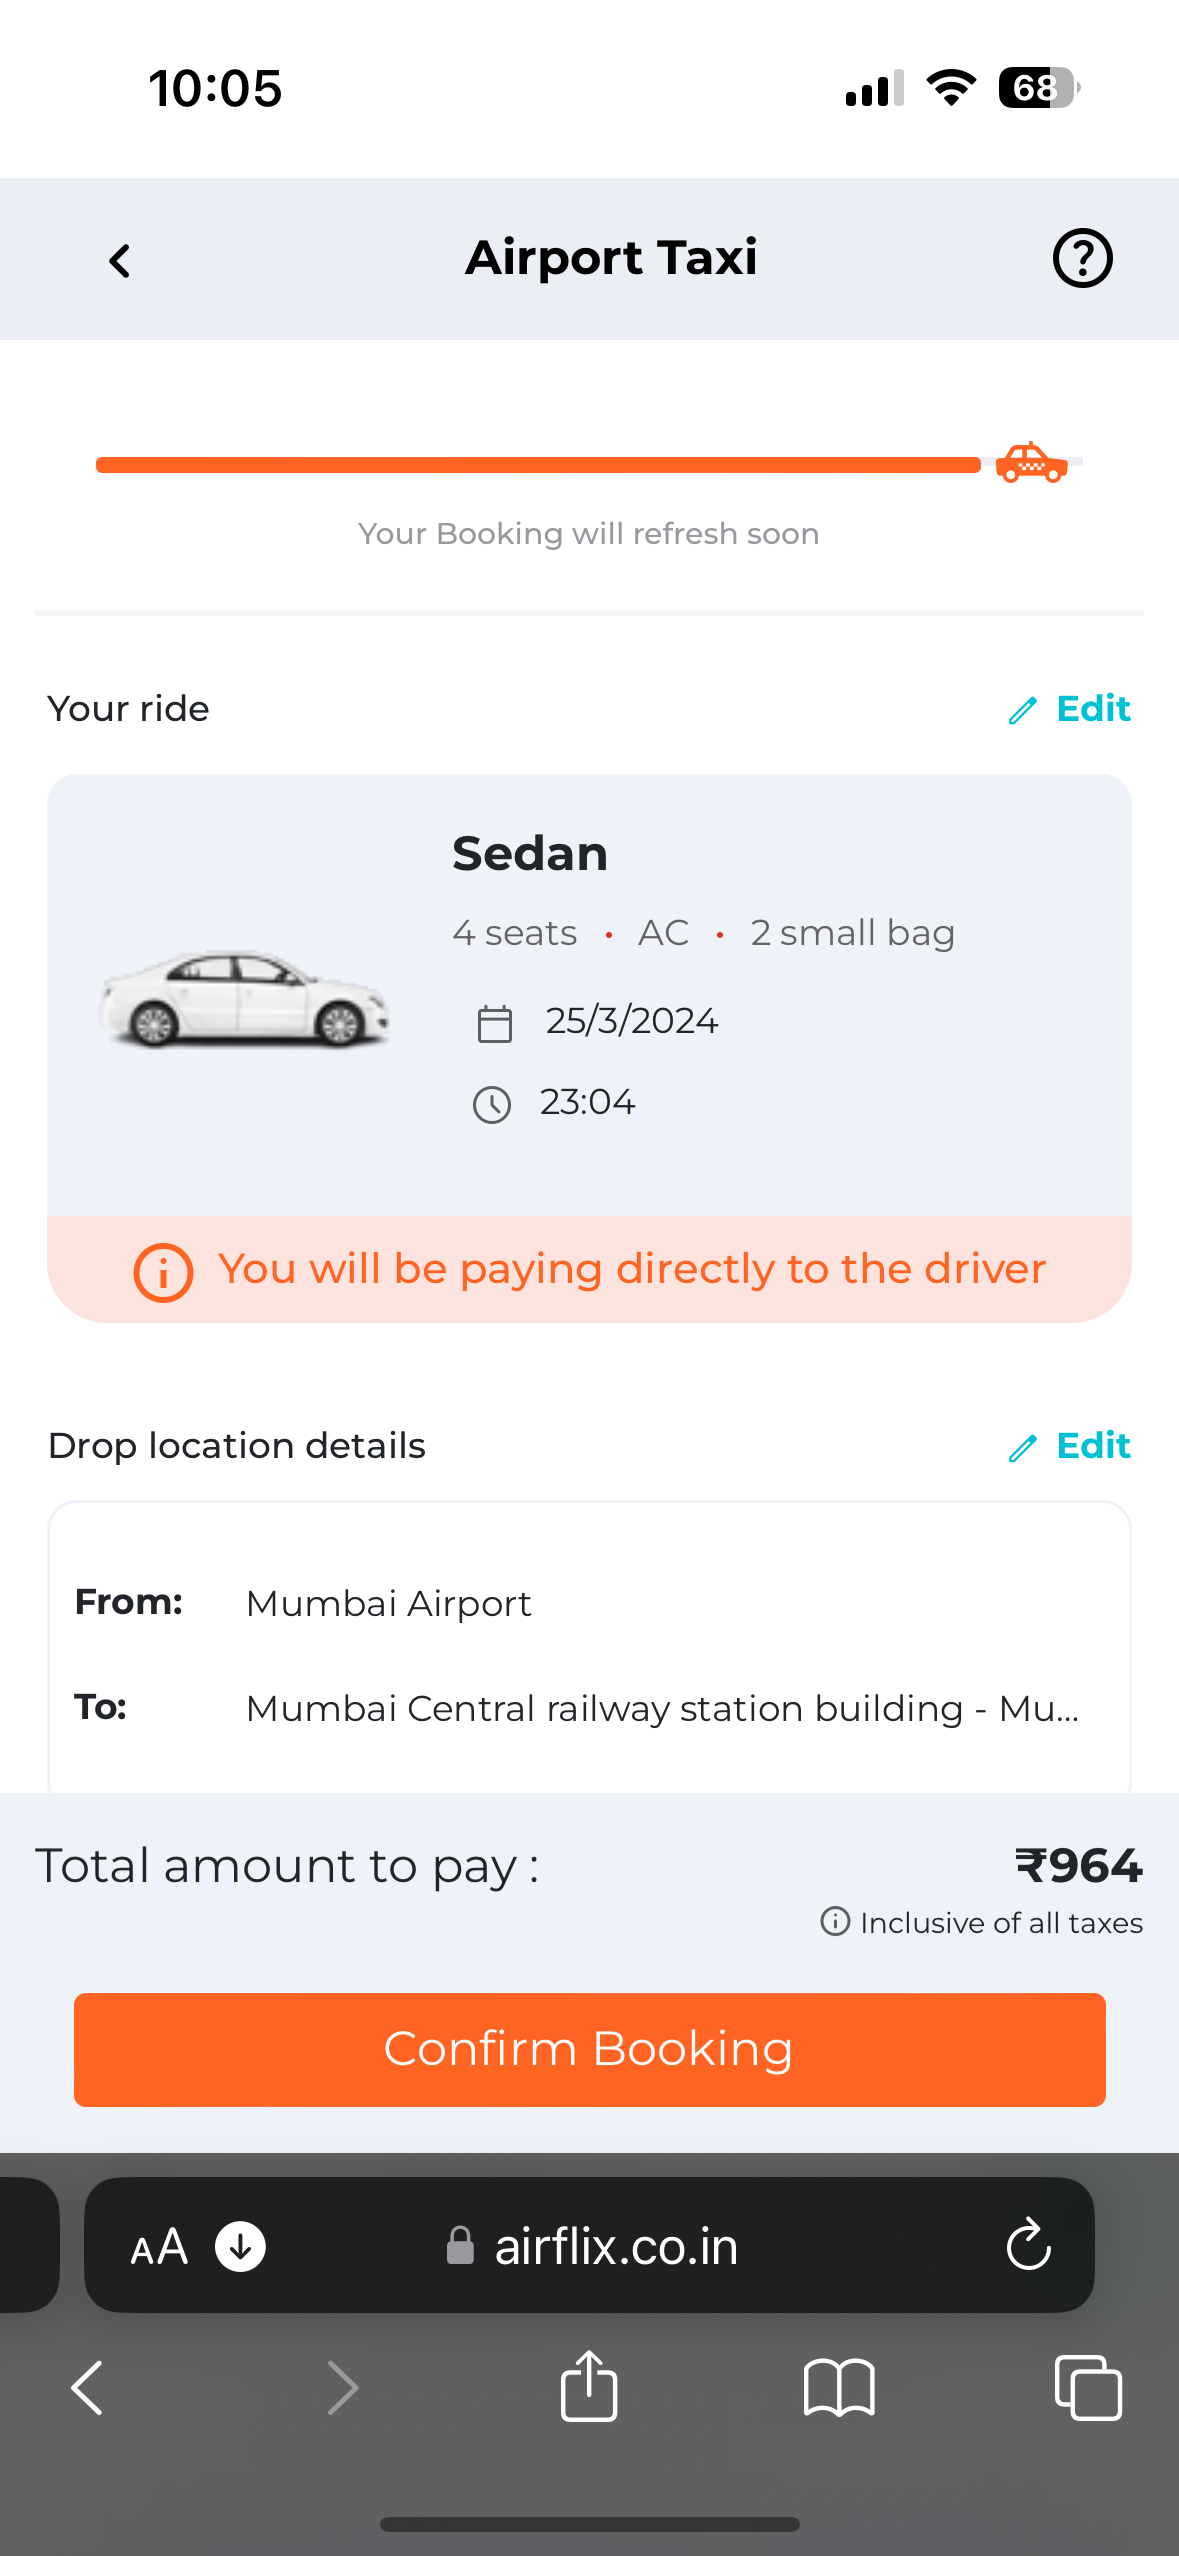 10:05
68
Airport Taxi
Your Booking will refresh soon
Your ride
Edit
Sedan
4 seats • AC • 2 small bag
25/3/2024
23:04
You will be paying directly to the driver
Drop location details
Edit
From: Mumbai Airport
To: Mumbai Central railway station building - Mu...
Total amount to pay : ₹964
Inclusive of all taxes
Confirm Booking
AA airflix.co.in